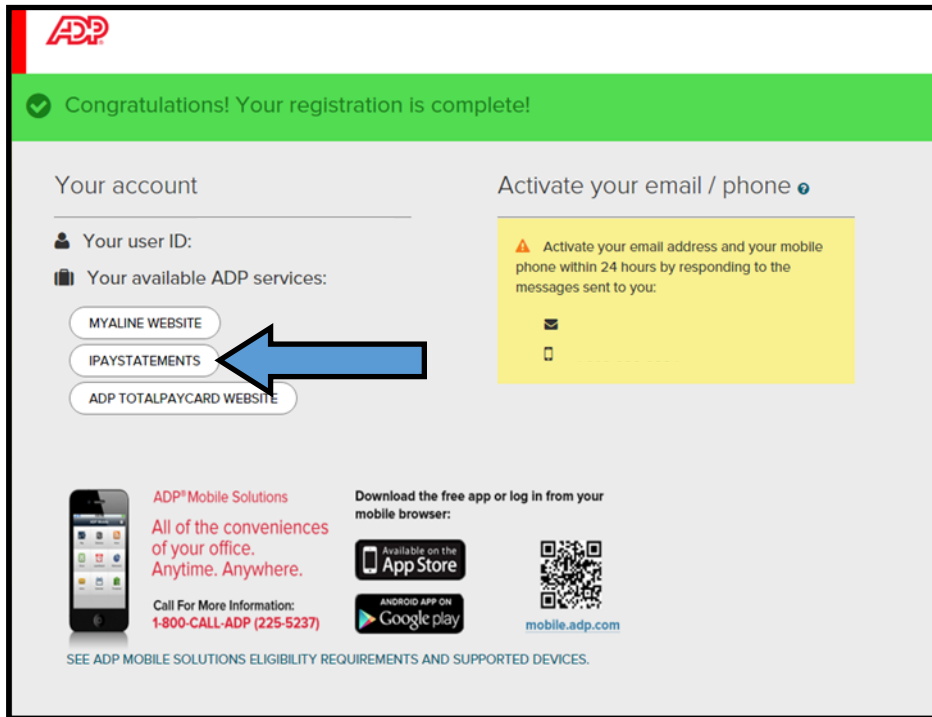 ADP
Congratulations! Your registration is complete!
Your account
Your user ID:
Your available ADP services:
MYALINE WEBSITE
IPAYSTATEMENTS
ADP TOTALPAYCARD WEBSITE
Activate your email / phone ?
Activate your email address and your mobile
phone within 24 hours by responding to the
messages sent to you:
ADP® Mobile Solutions
All of the conveniences
of your office.
Anytime. Anywhere.
Call For More Information:
1-800-CALL-ADP (225-5237)
Download the free app or log in from your
mobile browser:
Available on the
App Store
ANDROID APP ON
Google play
mobile.adp.com
SEE ADP MOBILE SOLUTIONS ELIGIBILITY REQUIREMENTS AND SUPPORTED DEVICES.